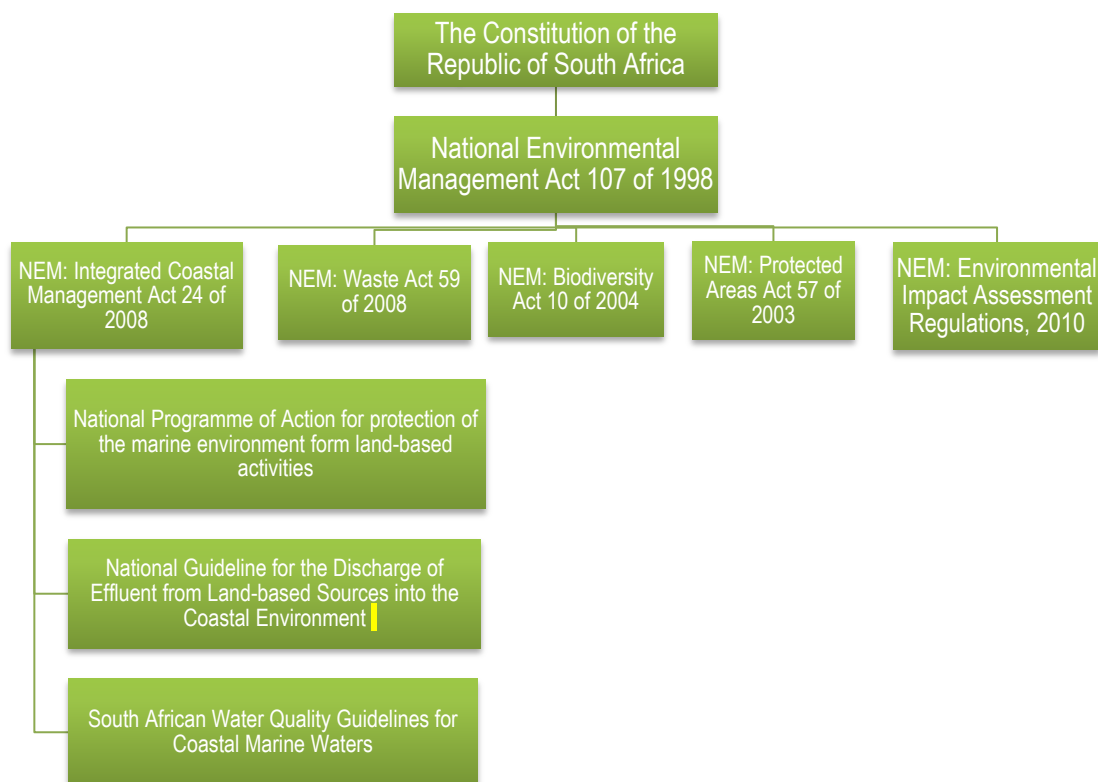 The Constitution of the
Republic of South Africa
National Environmental
Management Act 107 of 1998
NEM: Integrated Coastal
Management Act 24 of
2008
NEM: Waste Act 59
of 2008
NEM: Biodiversity
Act 10 of 2004
NEM: Protected
Areas Act 57 of
2003
NEM: Environmental
Impact Assessment
Regulations, 2010
National Programme of Action for protection of
the marine environment form land-based
activities
National Guideline for the Discharge of
Effluent from Land-based Sources into the
Coastal Environment
South African Water Quality Guidelines for
Coastal Marine Waters